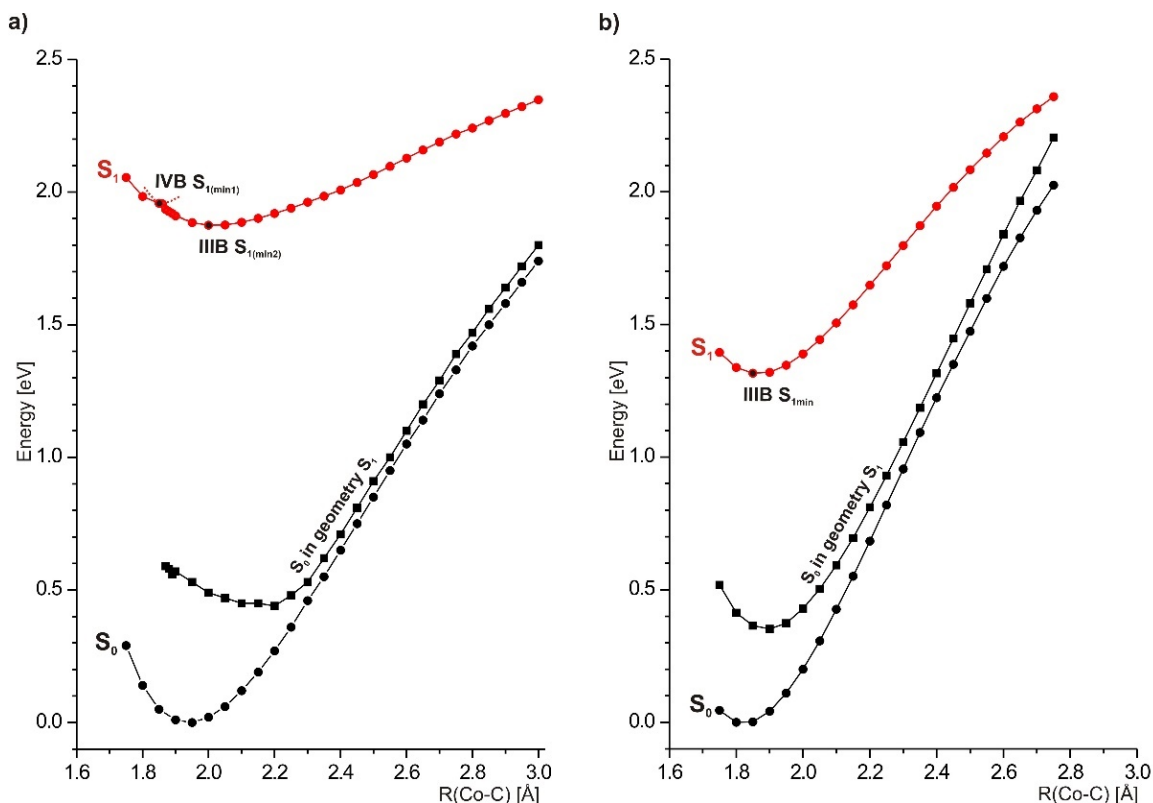 a)
2.5
2.0
1.5
1.0
0.5
0.0
Energy [eV]
S₁
IVB S₁(min1)
IIIB S₁(min2)
S₀ in geometry S₁
S₀
1.6 1.8 2.0 2.2 2.4 2.6 2.8 3.0
R(Co-C) [Å]
b)
2.5
2.0
1.5
1.0
0.5
0.0
Energy [eV]
S₁
IIIB S₁min
S₀ in geometry S₁
S₀
1.6 1.8 2.0 2.2 2.4 2.6 2.8 3.0
R(Co-C) [Å]